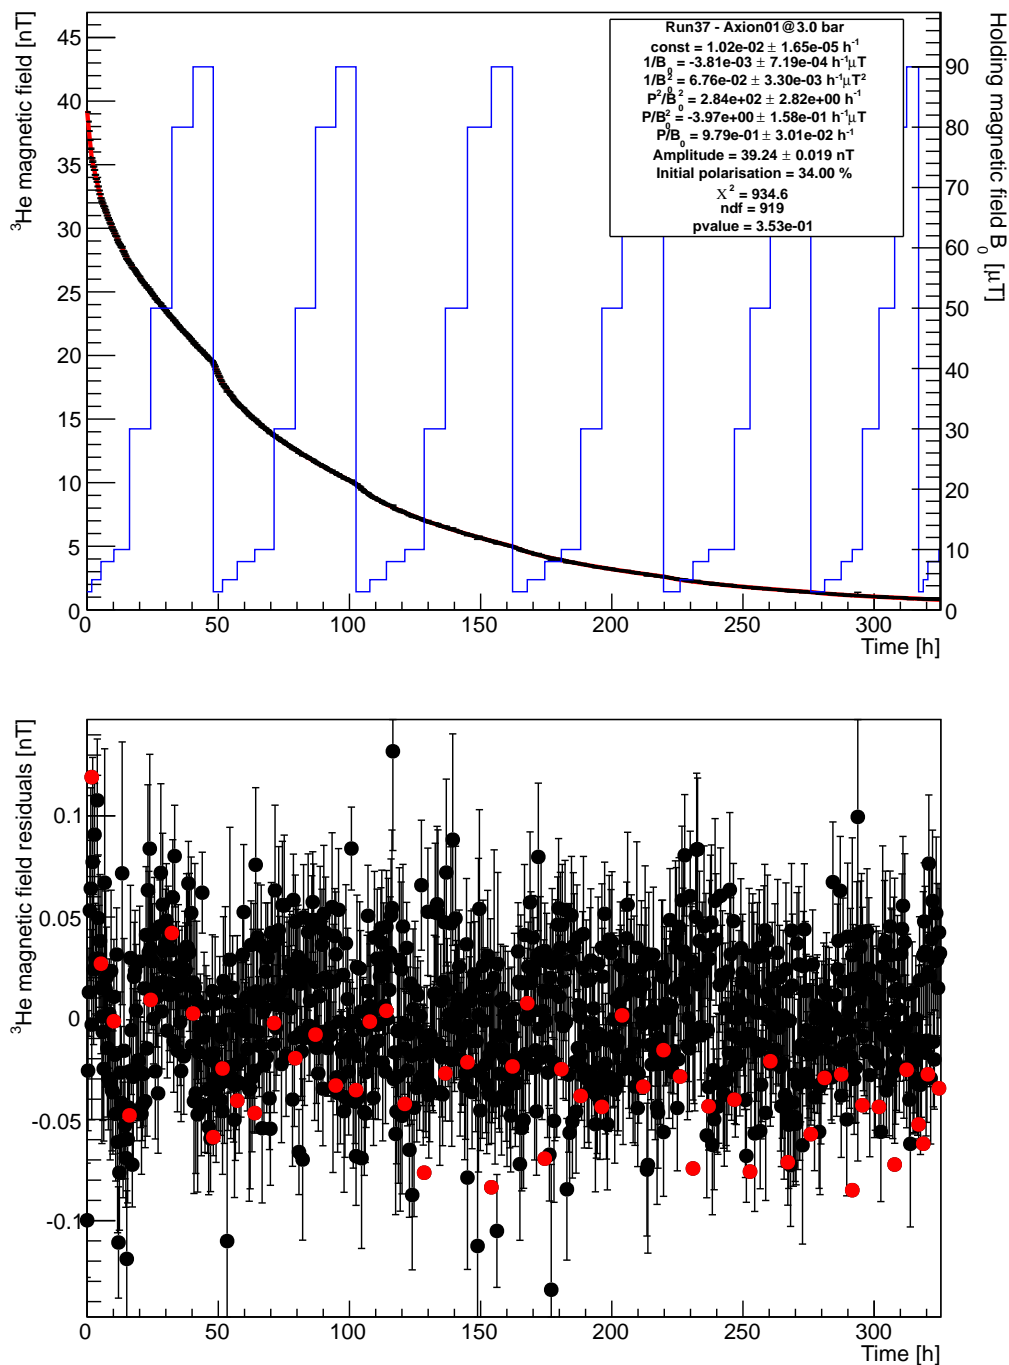 ³He magnetic field [nT]
45
40
35
30
25
20
15
10
5
0
Run37 - Axion01@3.0 bar
const = 1.02e-02 ± 1.65e-05 h⁻¹
1/B₀ = -3.81e-03 ± 7.19e-04 h⁻¹μT
1/B₀² = 6.76e-02 ± 3.30e-03 h⁻¹μT²
P²/B₀² = 2.84e+02 ± 2.82e+00 h⁻¹
P/B₀² = -3.97e+00 ± 1.58e-01 h⁻¹μT
P/B₀ = 9.79e-01 ± 3.01e-02 h⁻¹
Amplitude = 39.24 ± 0.019 nT
Initial polarisation = 34.00 %
χ² = 934.6
ndf = 919
pvalue = 3.53e-01
90
80
70
60
50
40
30
20
10
0
Holding magnetic field B₀ [μT]
0 50 100 150 200 250 300
Time [h]
³He magnetic field residuals [nT]
0.1
0.05
0
-0.05
-0.1
0 50 100 150 200 250 300
Time [h]